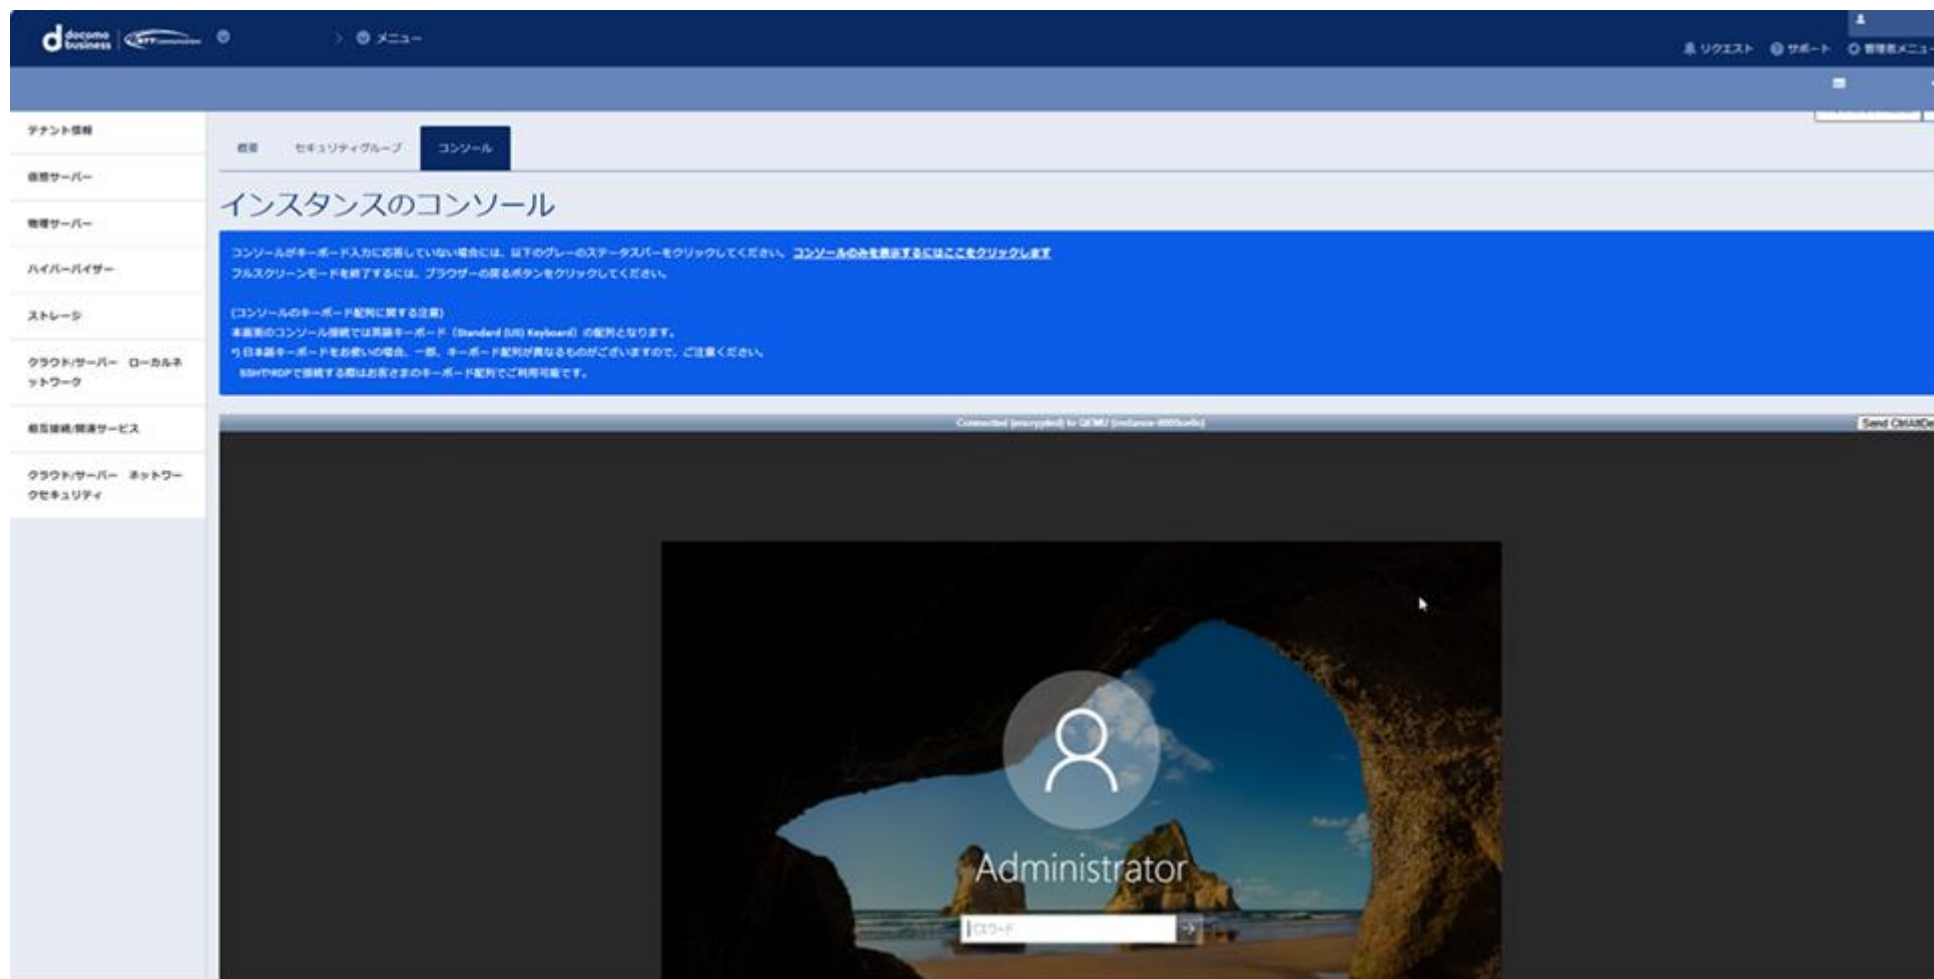 docomo
business
メニュー
リクエスト
サポート
管理者メニュー
テナント情報
仮想サーバー
物理サーバー
ハイパーバイザー
ストレージ
クラウド/サーバー ローカルネ
ットワーク
相互接続/関連サービス
クラウド/サーバー ネットワー
クセキュリティ
概要
セキュリティグループ
コンソール
インスタンスのコンソール
コンソールがキーボード入力に応答していない場合には、以下のグレーのステータスバーをクリックしてください。 コンソールのみを表示するにはここをクリックします
フルスクリーンモードを終了するには、ブラウザーの戻るボタンをクリックしてください。
(コンソールのキーボード配列に関する注意)
本画面のコンソール接続では英語キーボード (Standard (US) Keyboard) の配列となります。
*) 日本語キーボードをお使いの場合、一部、キーボード配列が異なるものがございますので、ご注意ください。
SSHやRDPで接続する際はお客さまのキーボード配列でご利用可能です。
Connected (encrypted) to QEMU
Send CtrlAltDe
Administrator
パスワード